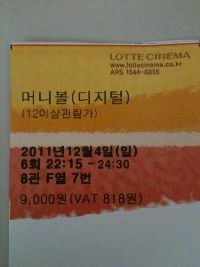 LOTTE CINEMA
www.lottecinema.co.kr
ARS 1544-8855
머니볼(디지털)
(12이상관람가)
2011년12월4일(일)
6회 22:15 - 24:30
8관 F열 7번
9,000원(VAT 818원)